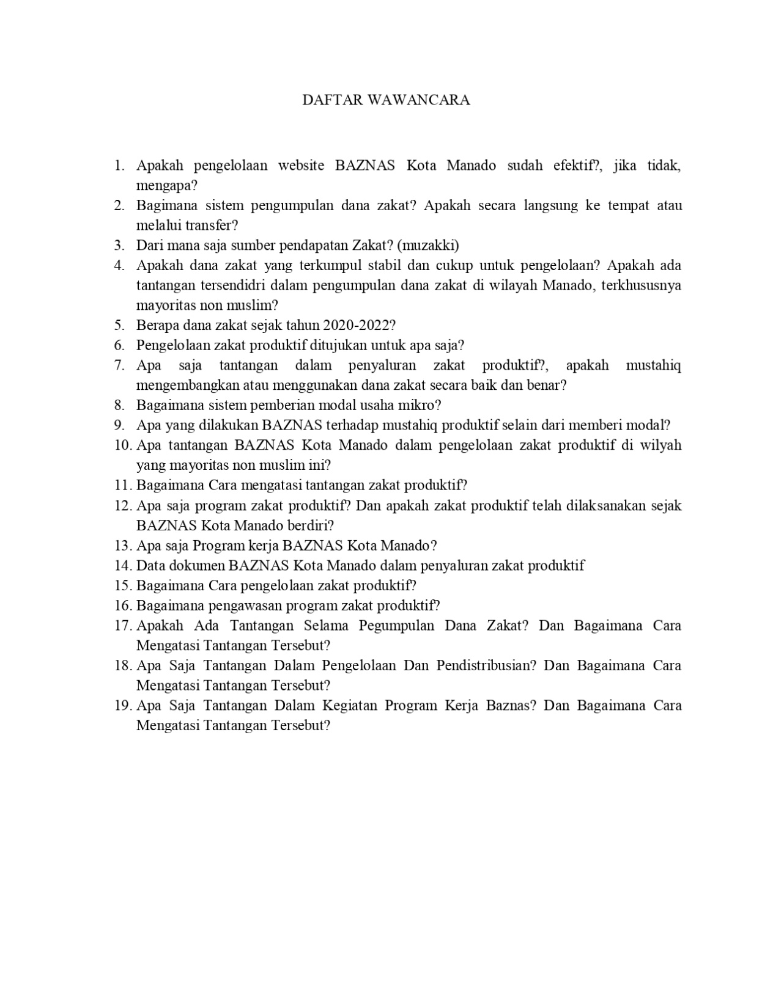 DAFTAR WAWANCARA
1. Apakah pengelolaan website BAZNAS Kota Manado sudah efektif?, jika tidak,
mengapa?
2. Bagimana sistem pengumpulan dana zakat? Apakah secara langsung ke tempat atau
melalui transfer?
3. Dari mana saja sumber pendapatan Zakat? (muzakki)
4. Apakah dana zakat yang terkumpul stabil dan cukup untuk pengelolaan? Apakah ada
tantangan tersendidri dalam pengumpulan dana zakat di wilayah Manado, terkhususnya
mayoritas non muslim?
5. Berapa dana zakat sejak tahun 2020-2022?
6. Pengelolaan zakat produktif ditujukan untuk apa saja?
7. Apa saja tantangan dalam penyaluran zakat produktif?, apakah mustahiq
mengembangkan atau menggunakan dana zakat secara baik dan benar?
8. Bagaimana sistem pemberian modal usaha mikro?
9. Apa yang dilakukan BAZNAS terhadap mustahiq produktif selain dari memberi modal?
10. Apa tantangan BAZNAS Kota Manado dalam pengelolaan zakat produktif di wilyah
yang mayoritas non muslim ini?
11. Bagaimana Cara mengatasi tantangan zakat produktif?
12. Apa saja program zakat produktif? Dan apakah zakat produktif telah dilaksanakan sejak
BAZNAS Kota Manado berdiri?
13. Apa saja Program kerja BAZNAS Kota Manado?
14. Data dokumen BAZNAS Kota Manado dalam penyaluran zakat produktif
15. Bagaimana Cara pengelolaan zakat produktif?
16. Bagaimana pengawasan program zakat produktif?
17. Apakah Ada Tantangan Selama Pegumpulan Dana Zakat? Dan Bagaimana Cara
Mengatasi Tantangan Tersebut?
18. Apa Saja Tantangan Dalam Pengelolaan Dan Pendistribusian? Dan Bagaimana Cara
Mengatasi Tantangan Tersebut?
19. Apa Saja Tantangan Dalam Kegiatan Program Kerja Baznas? Dan Bagaimana Cara
Mengatasi Tantangan Tersebut?